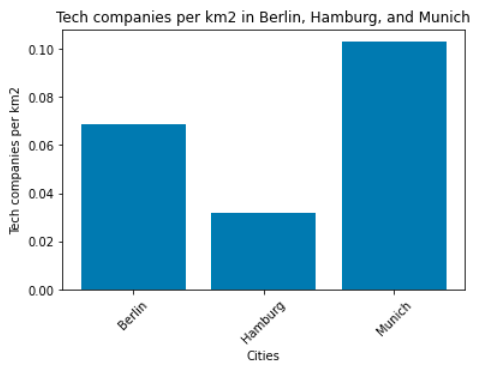 Tech companies per km2 in Berlin, Hamburg, and Munich
0.10
0.08
0.06
0.04
0.02
0.00
Tech companies per km2
Berlin
Hamburg
Munich
Cities